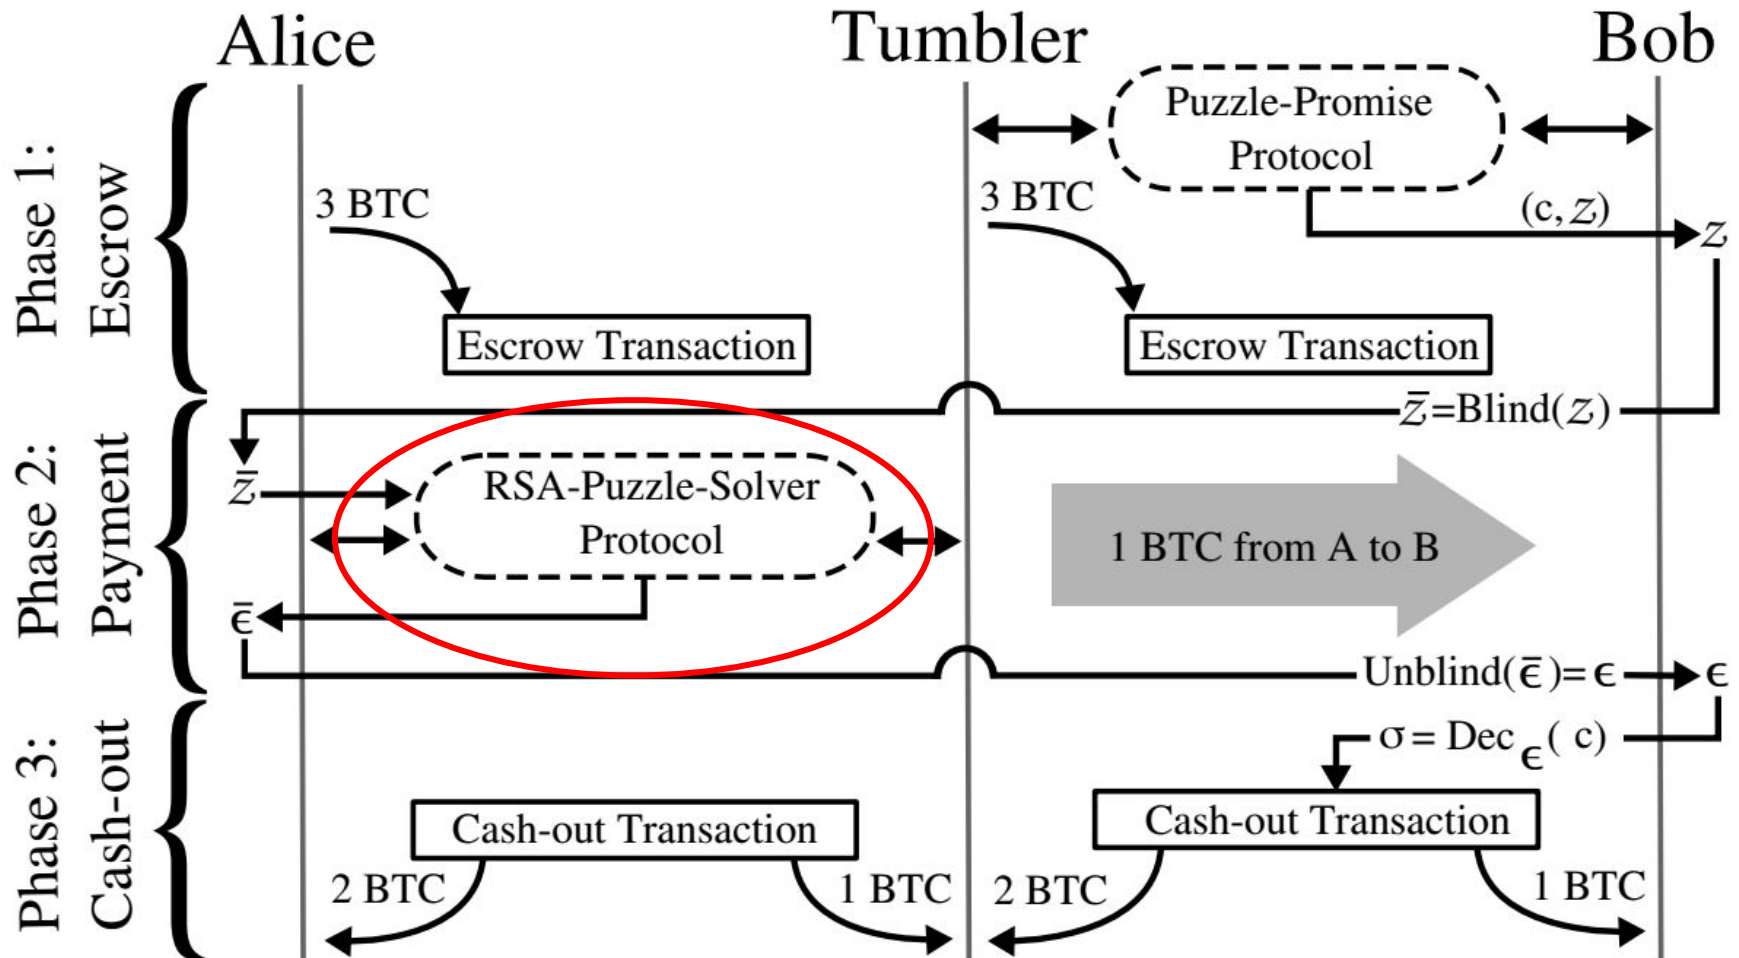 Alice
Tumbler
Bob
Phase 1:
Escrow
Puzzle-Promise
Protocol
3 BTC
3 BTC
(c, z)
z
Escrow Transaction
Escrow Transaction
Phase 2:
Payment
z̄=Blind(z)
z̄
RSA-Puzzle-Solver
Protocol
1 BTC from A to B
ϵ̄
Unblind(ϵ̄)= ϵ
ϵ
Phase 3:
Cash-out
σ = Dec_ϵ( c)
Cash-out Transaction
Cash-out Transaction
2 BTC
1 BTC
2 BTC
1 BTC